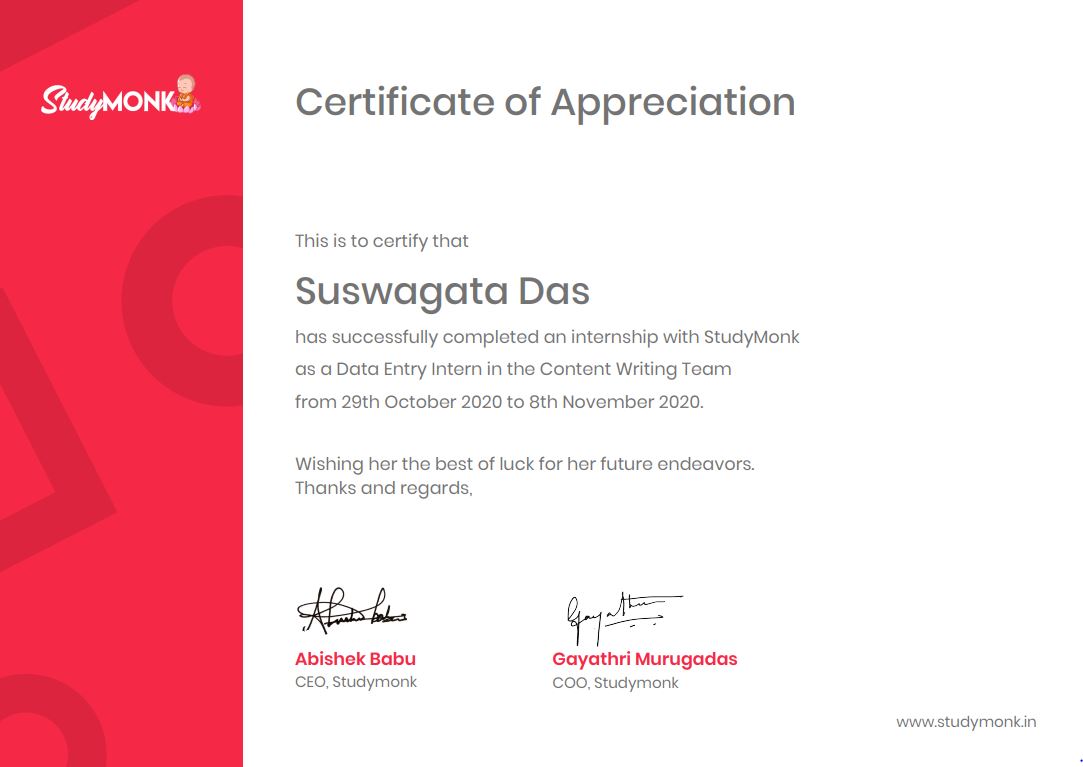 StudyMONK
Certificate of Appreciation
This is to certify that
Suswagata Das
has successfully completed an internship with StudyMonk
as a Data Entry Intern in the Content Writing Team
from 29th October 2020 to 8th November 2020.
Wishing her the best of luck for her future endeavors.
Thanks and regards,
Abishek Babu
CEO, Studymonk
Gayathri Murugadas
COO, Studymonk
www.studymonk.in